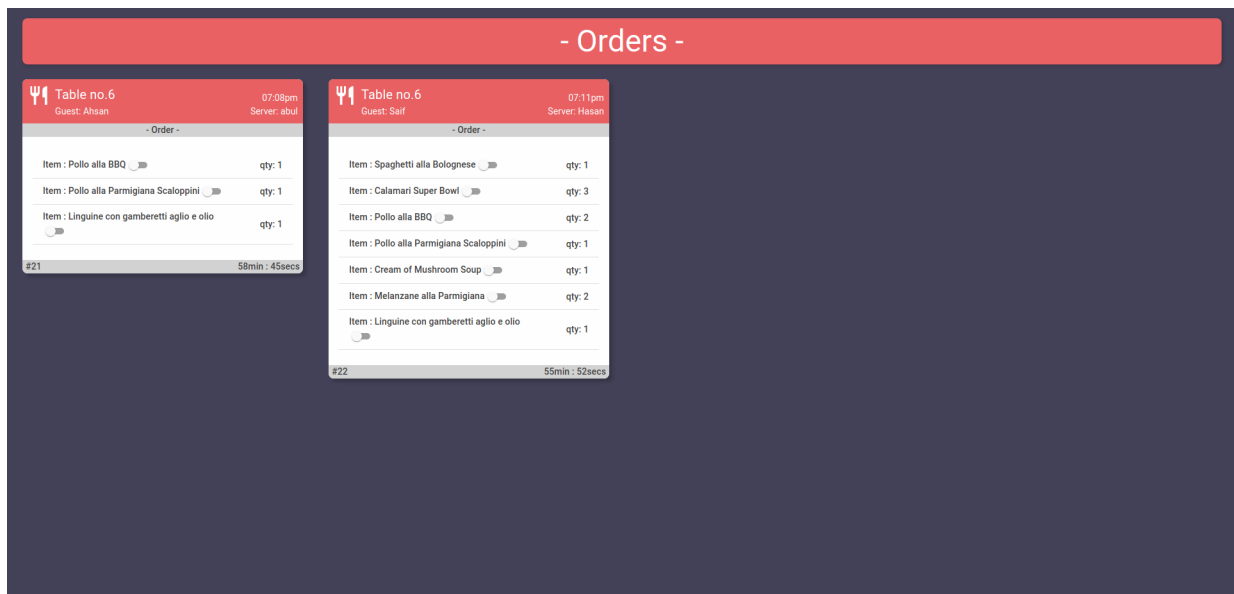 - Orders -
Table no.6
07:08pm
Guest: Ahsan
Server: abul
- Order -
Item : Pollo alla BBQ
qty: 1
Item : Pollo alla Parmigiana Scaloppini
qty: 1
Item : Linguine con gamberetti aglio e olio
qty: 1
#21
58min : 45secs
Table no.6
07:11pm
Guest: Saif
Server: Hasan
- Order -
Item : Spaghetti alla Bolognese
qty: 1
Item : Calamari Super Bowl
qty: 3
Item : Pollo alla BBQ
qty: 2
Item : Pollo alla Parmigiana Scaloppini
qty: 1
Item : Cream of Mushroom Soup
qty: 1
Item : Melanzane alla Parmigiana
qty: 2
Item : Linguine con gamberetti aglio e olio
qty: 1
#22
55min : 52secs